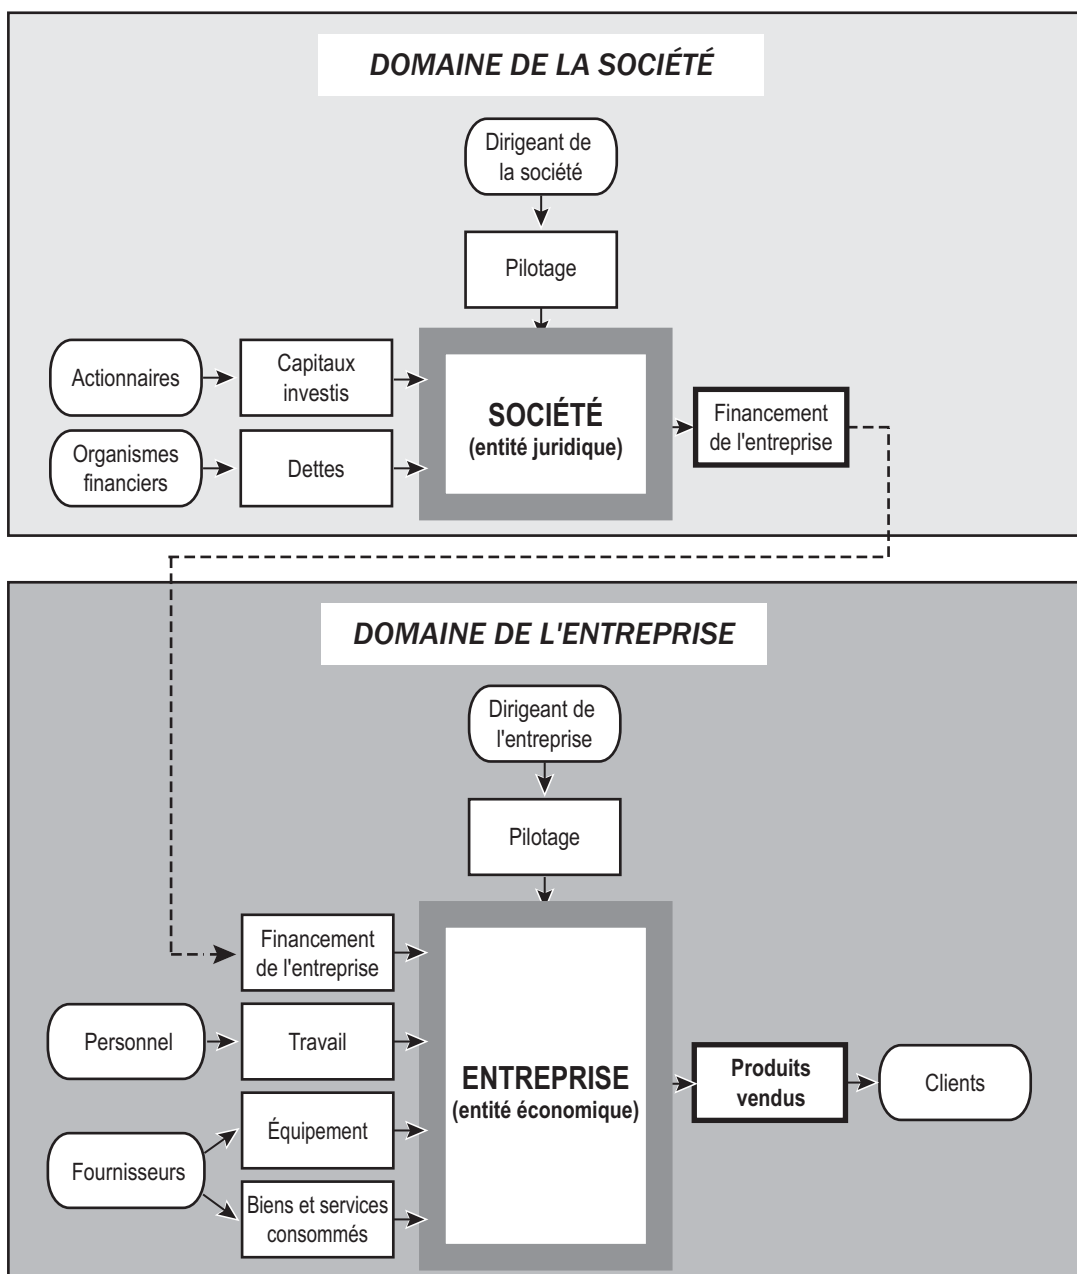 DOMAINE DE LA SOCIÉTÉ
Dirigeant de
la société
Pilotage
Actionnaires
Capitaux
investis
Organismes
financiers
Dettes
SOCIÉTÉ
(entité juridique)
Financement
de l'entreprise
DOMAINE DE L'ENTREPRISE
Dirigeant de
l'entreprise
Pilotage
Financement
de l'entreprise
Personnel
Travail
Fournisseurs
Équipement
Biens et services
consommés
ENTREPRISE
(entité économique)
Produits
vendus
Clients